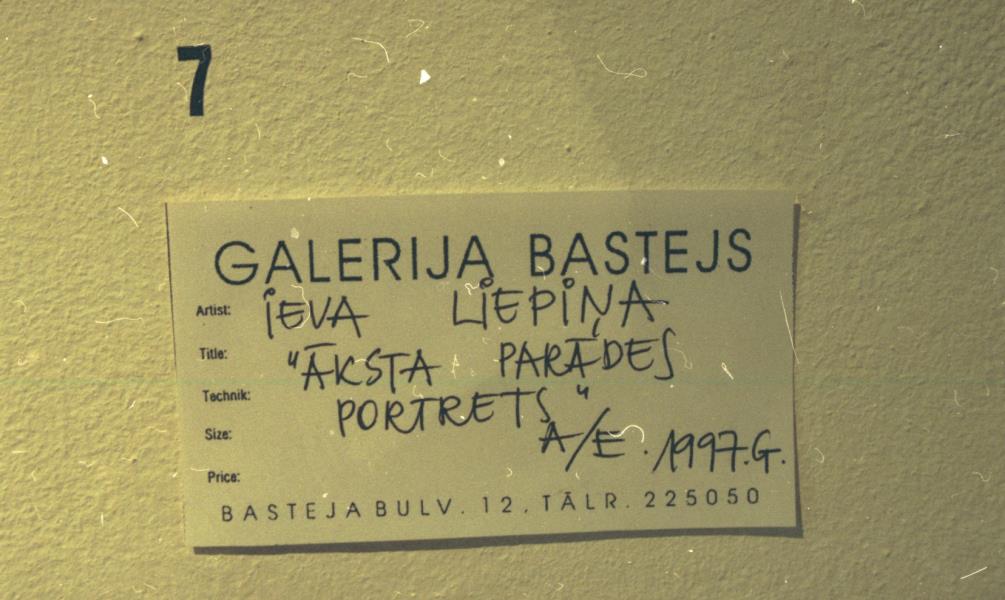 7
GALERIJA BASTEJS
Artist: IEVA LIEPIŅA
Title: "ĀKSTA PARĀDES
Technik: PORTRETS"
Size: A/E. 1997.G.
Price:
BASTEJA BULV. 12, TĀLR. 225050